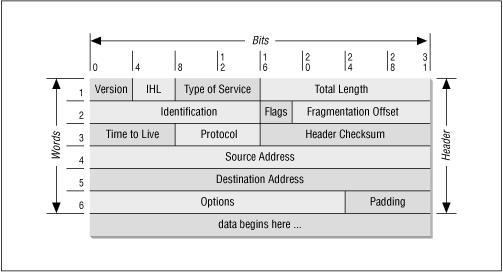 Bits
0 4 8 1 2 1 6 2 0 2 4 2 8 3 1
Words
Header
1 Version IHL Type of Service Total Length
2 Identification Flags Fragmentation Offset
3 Time to Live Protocol Header Checksum
4 Source Address
5 Destination Address
6 Options Padding
data begins here ...